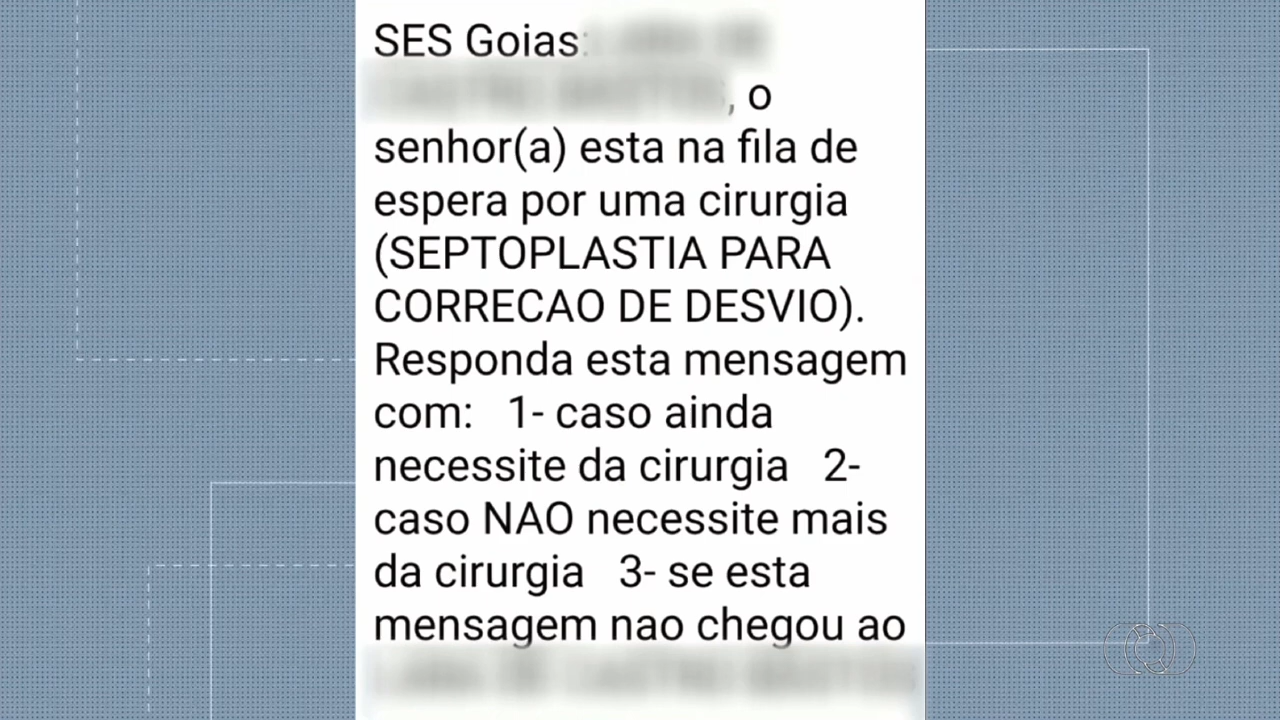 SES Goias:
, o
senhor(a) esta na fila de
espera por uma cirurgia
(SEPTOPLASTIA PARA
CORRECAO DE DESVIO).
Responda esta mensagem
com:   1- caso ainda
necessite da cirurgia   2-
caso NAO necessite mais
da cirurgia   3- se esta
mensagem nao chegou ao